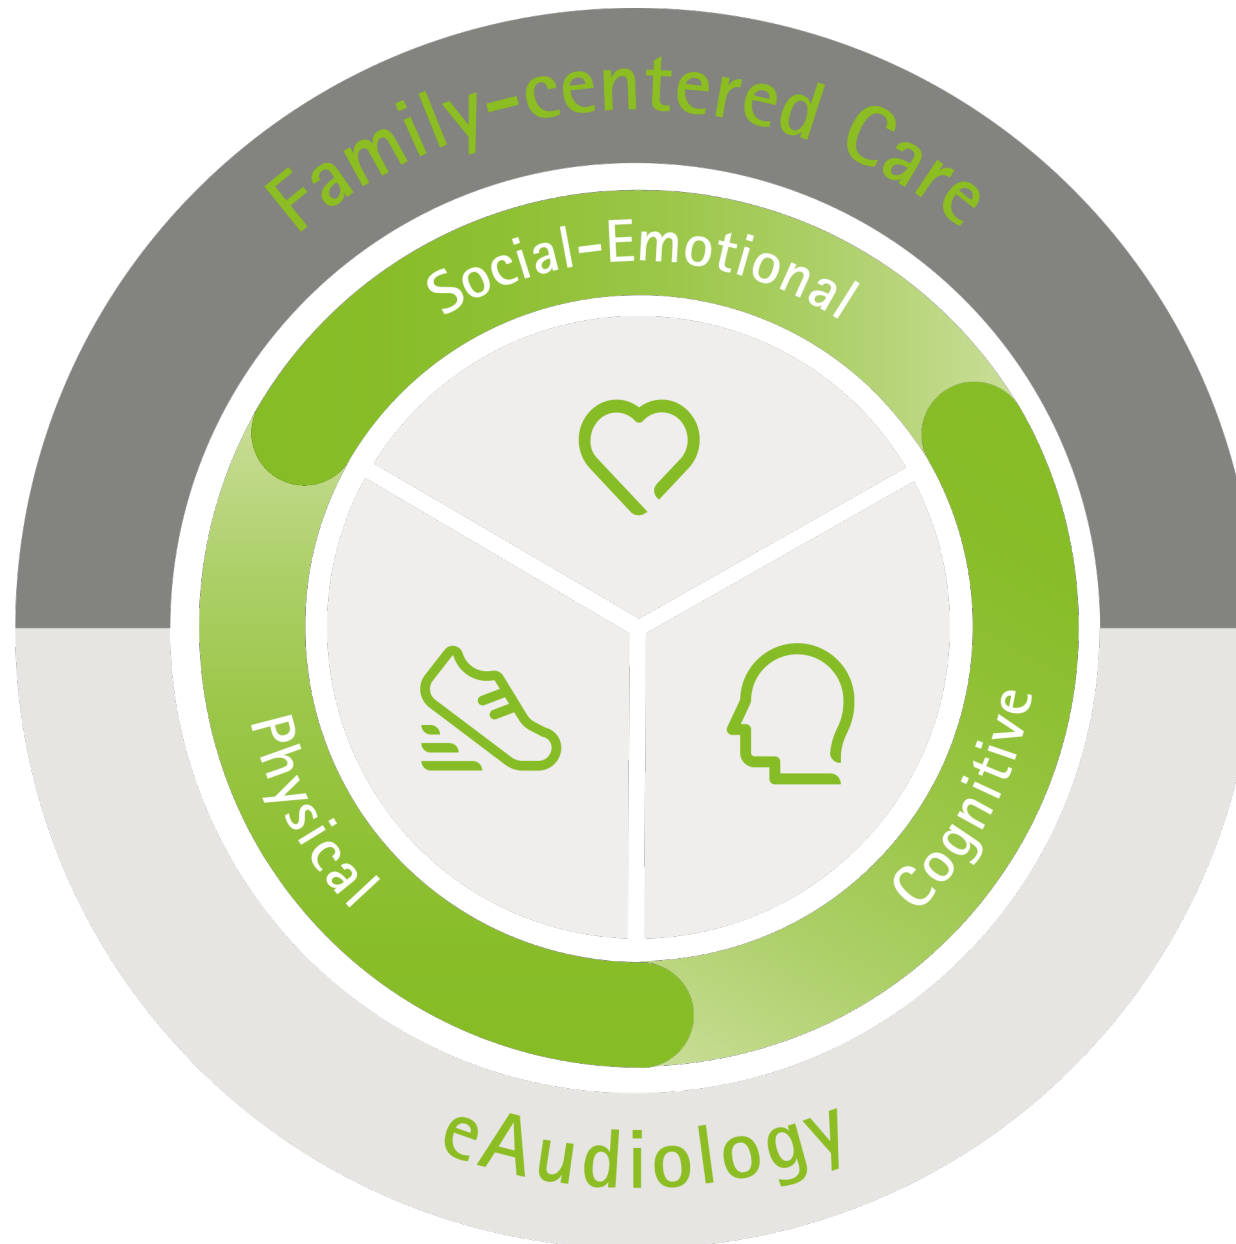 Family-centered Care
Social-Emotional
Physical
Cognitive
eAudiology